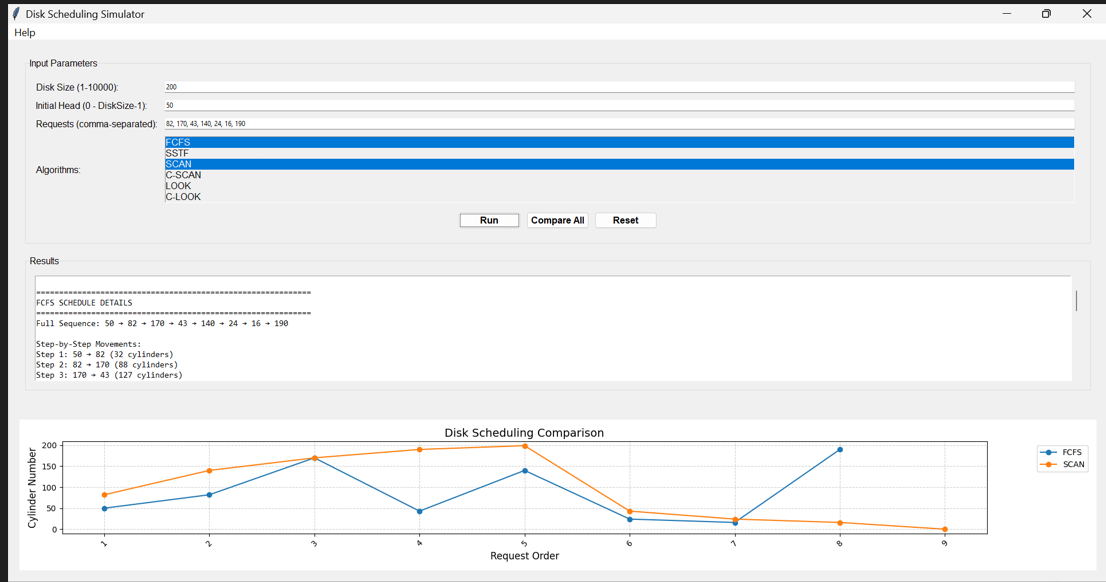 Disk Scheduling Simulator
Help
Input Parameters
Disk Size (1-10000):
200
Initial Head (0 - DiskSize-1):
50
Requests (comma-separated):
82, 170, 43, 140, 24, 16, 190
Algorithms:
FCFS
SSTF
SCAN
C-SCAN
LOOK
C-LOOK
Run
Compare All
Reset
Results
============================================================
FCFS SCHEDULE DETAILS
============================================================
Full Sequence: 50 → 82 → 170 → 43 → 140 → 24 → 16 → 190
Step-by-Step Movements:
Step 1: 50 → 82 (32 cylinders)
Step 2: 82 → 170 (88 cylinders)
Step 3: 170 → 43 (127 cylinders)
Disk Scheduling Comparison
Cylinder Number
200
150
100
50
0
1
2
3
4
5
6
7
8
9
Request Order
FCFS
SCAN